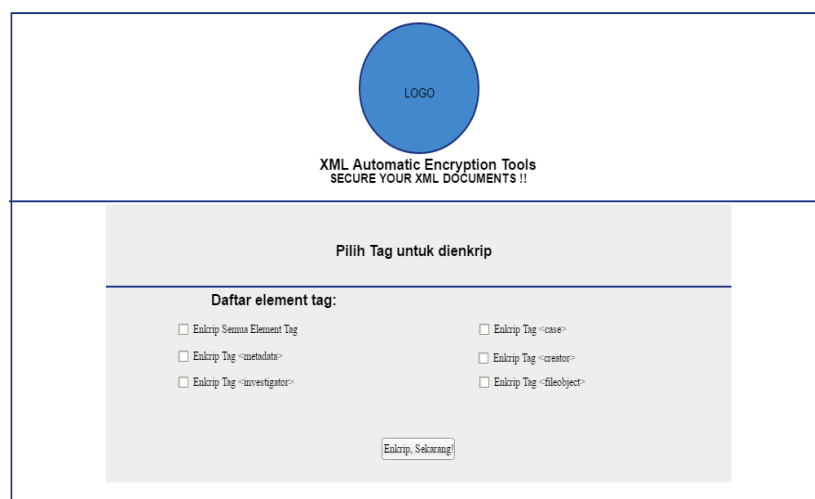 LOGO
XML Automatic Encryption Tools
SECURE YOUR XML DOCUMENTS !!
Pilih Tag untuk dienkrip
Daftar element tag:
Enkrip Semua Element Tag
Enkrip Tag <case>
Enkrip Tag <metadata>
Enkrip Tag <creator>
Enkrip Tag <investigator>
Enkrip Tag <fileobject>
Enkrip, Sekarang!